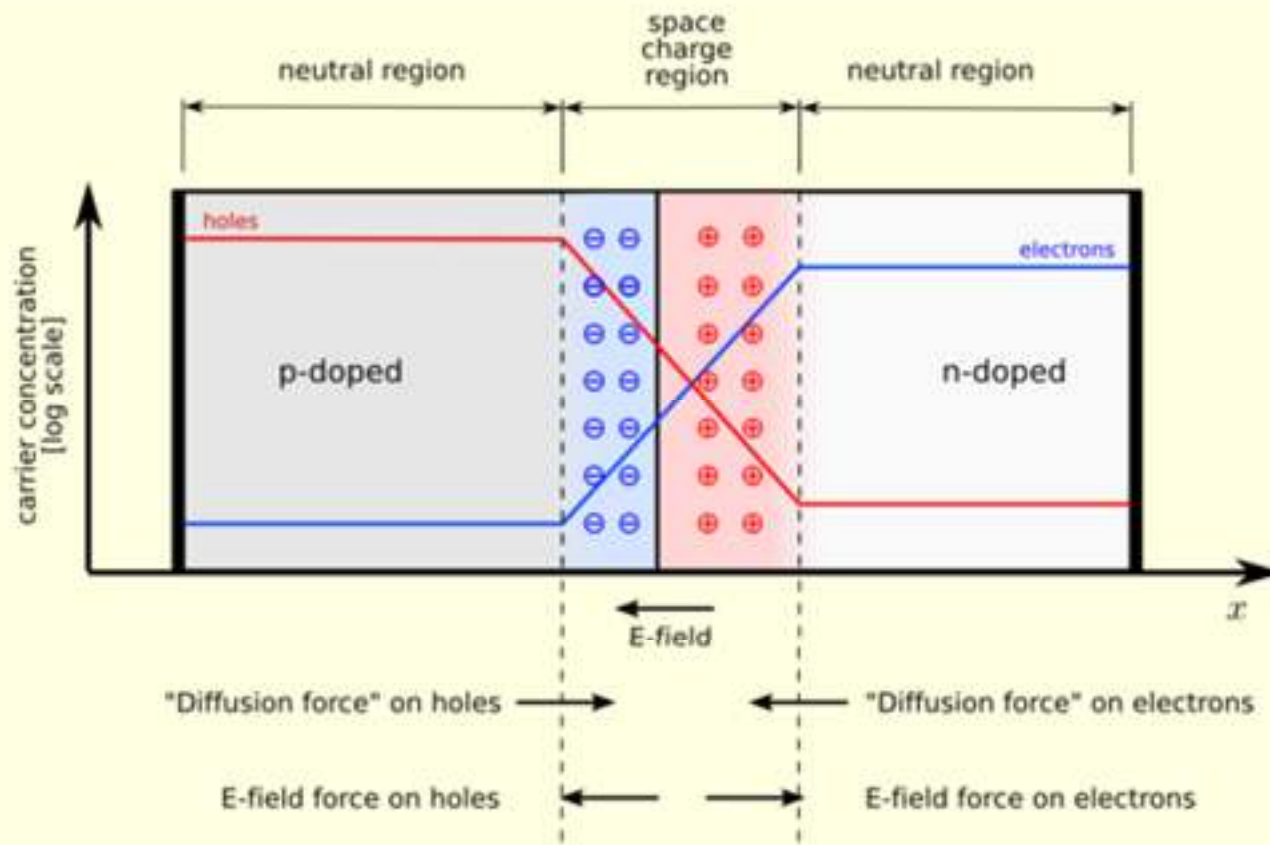 space
charge
region
neutral region
neutral region
holes
electrons
carrier concentration
[log scale]
p-doped
n-doped
x
E-field
"Diffusion force" on holes
"Diffusion force" on electrons
E-field force on holes
E-field force on electrons